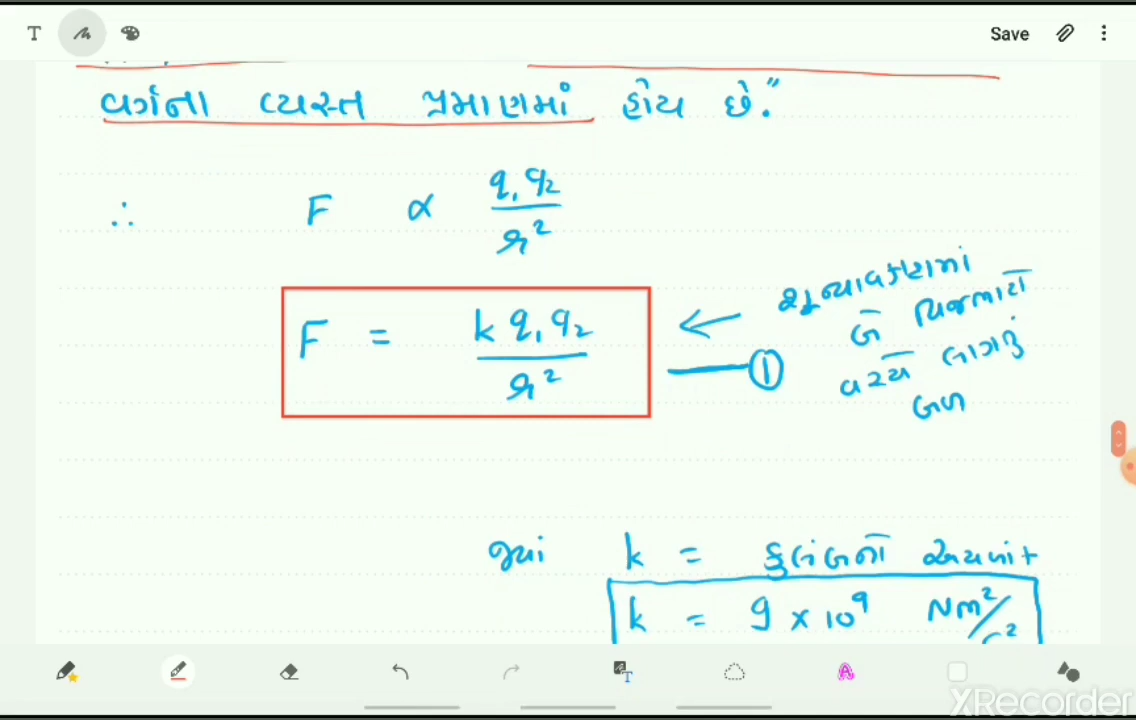 T Save
વર્ગના વ્યસ્ત પ્રમાણમાં હોય છે."
∴ F ∝ q₁q₂/r²
F = k q₁q₂/r² ← શૂન્યાવકાશમાં બે વિજભારો વચ્ચે લાગતું બળ
①
જ્યાં k = કુલંબનો અચળાંક
k = 9 × 10⁹ Nm²/C²
T
A
XRecorder